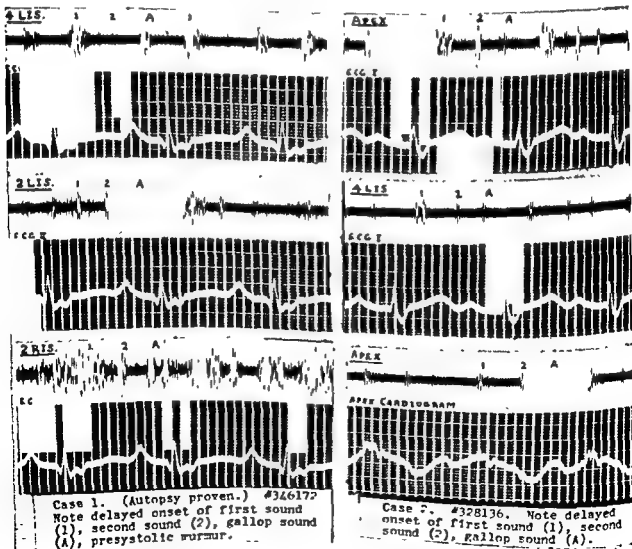 4 LIS. 1 2 A 1
2 LIS. 1 2 A
ECG I
2 RIS. 1 2 A
Case 1. (Autopsy proven.) #346172
Note delayed onset of first sound
(1), second sound (2), gallop sound
(A), presystolic murmur.
APEX 1 2 A
ECG I
4 LIS 1 2 A
ECG I
APEX 1 2 A
APEX CARDIOGRAM
Case #328136. Note delayed
onset of first sound (1), second
sound (2), gallop sound (A).